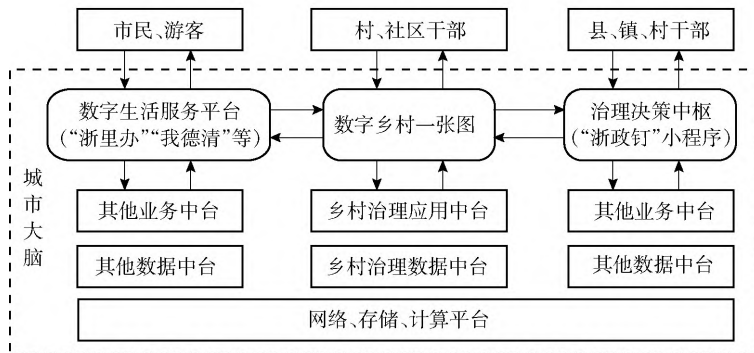 市民、游客
村、社区干部
县、镇、村干部
数字生活服务平台
(“浙里办”“我德清”等)
数字乡村一张图
治理决策中枢
(“浙政钉”小程序)
城市大脑
其他业务中台
乡村治理应用中台
其他业务中台
其他数据中台
乡村治理数据中台
其他数据中台
网络、存储、计算平台